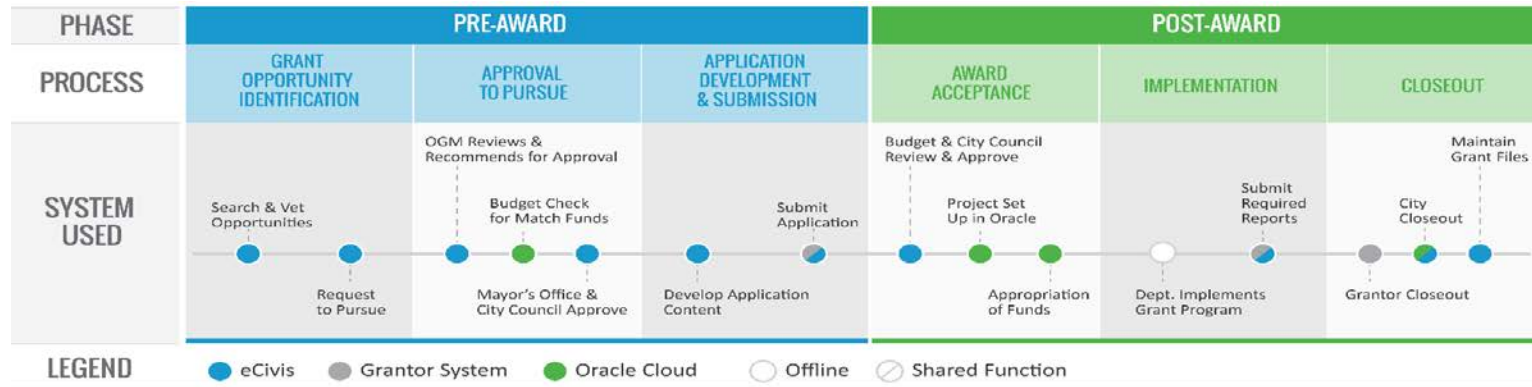 PHASE
PRE-AWARD
POST-AWARD
PROCESS
GRANT
OPPORTUNITY
IDENTIFICATION
APPROVAL
TO PURSUE
APPLICATION
DEVELOPMENT
& SUBMISSION
AWARD
ACCEPTANCE
IMPLEMENTATION
CLOSEOUT
SYSTEM
USED
Search & Vet
Opportunities
Request
to Pursue
OGM Reviews &
Recommends for Approval
Budget Check
for Match Funds
Mayor's Office &
City Council Approve
Develop Application
Content
Submit
Application
Budget & City Council
Review & Approve
Project Set
Up in Oracle
Appropriation
of Funds
Dept. Implements
Grant Program
Submit
Required
Reports
Grantor Closeout
City
Closeout
Maintain
Grant Files
LEGEND
eCivis
Grantor System
Oracle Cloud
Offline
Shared Function